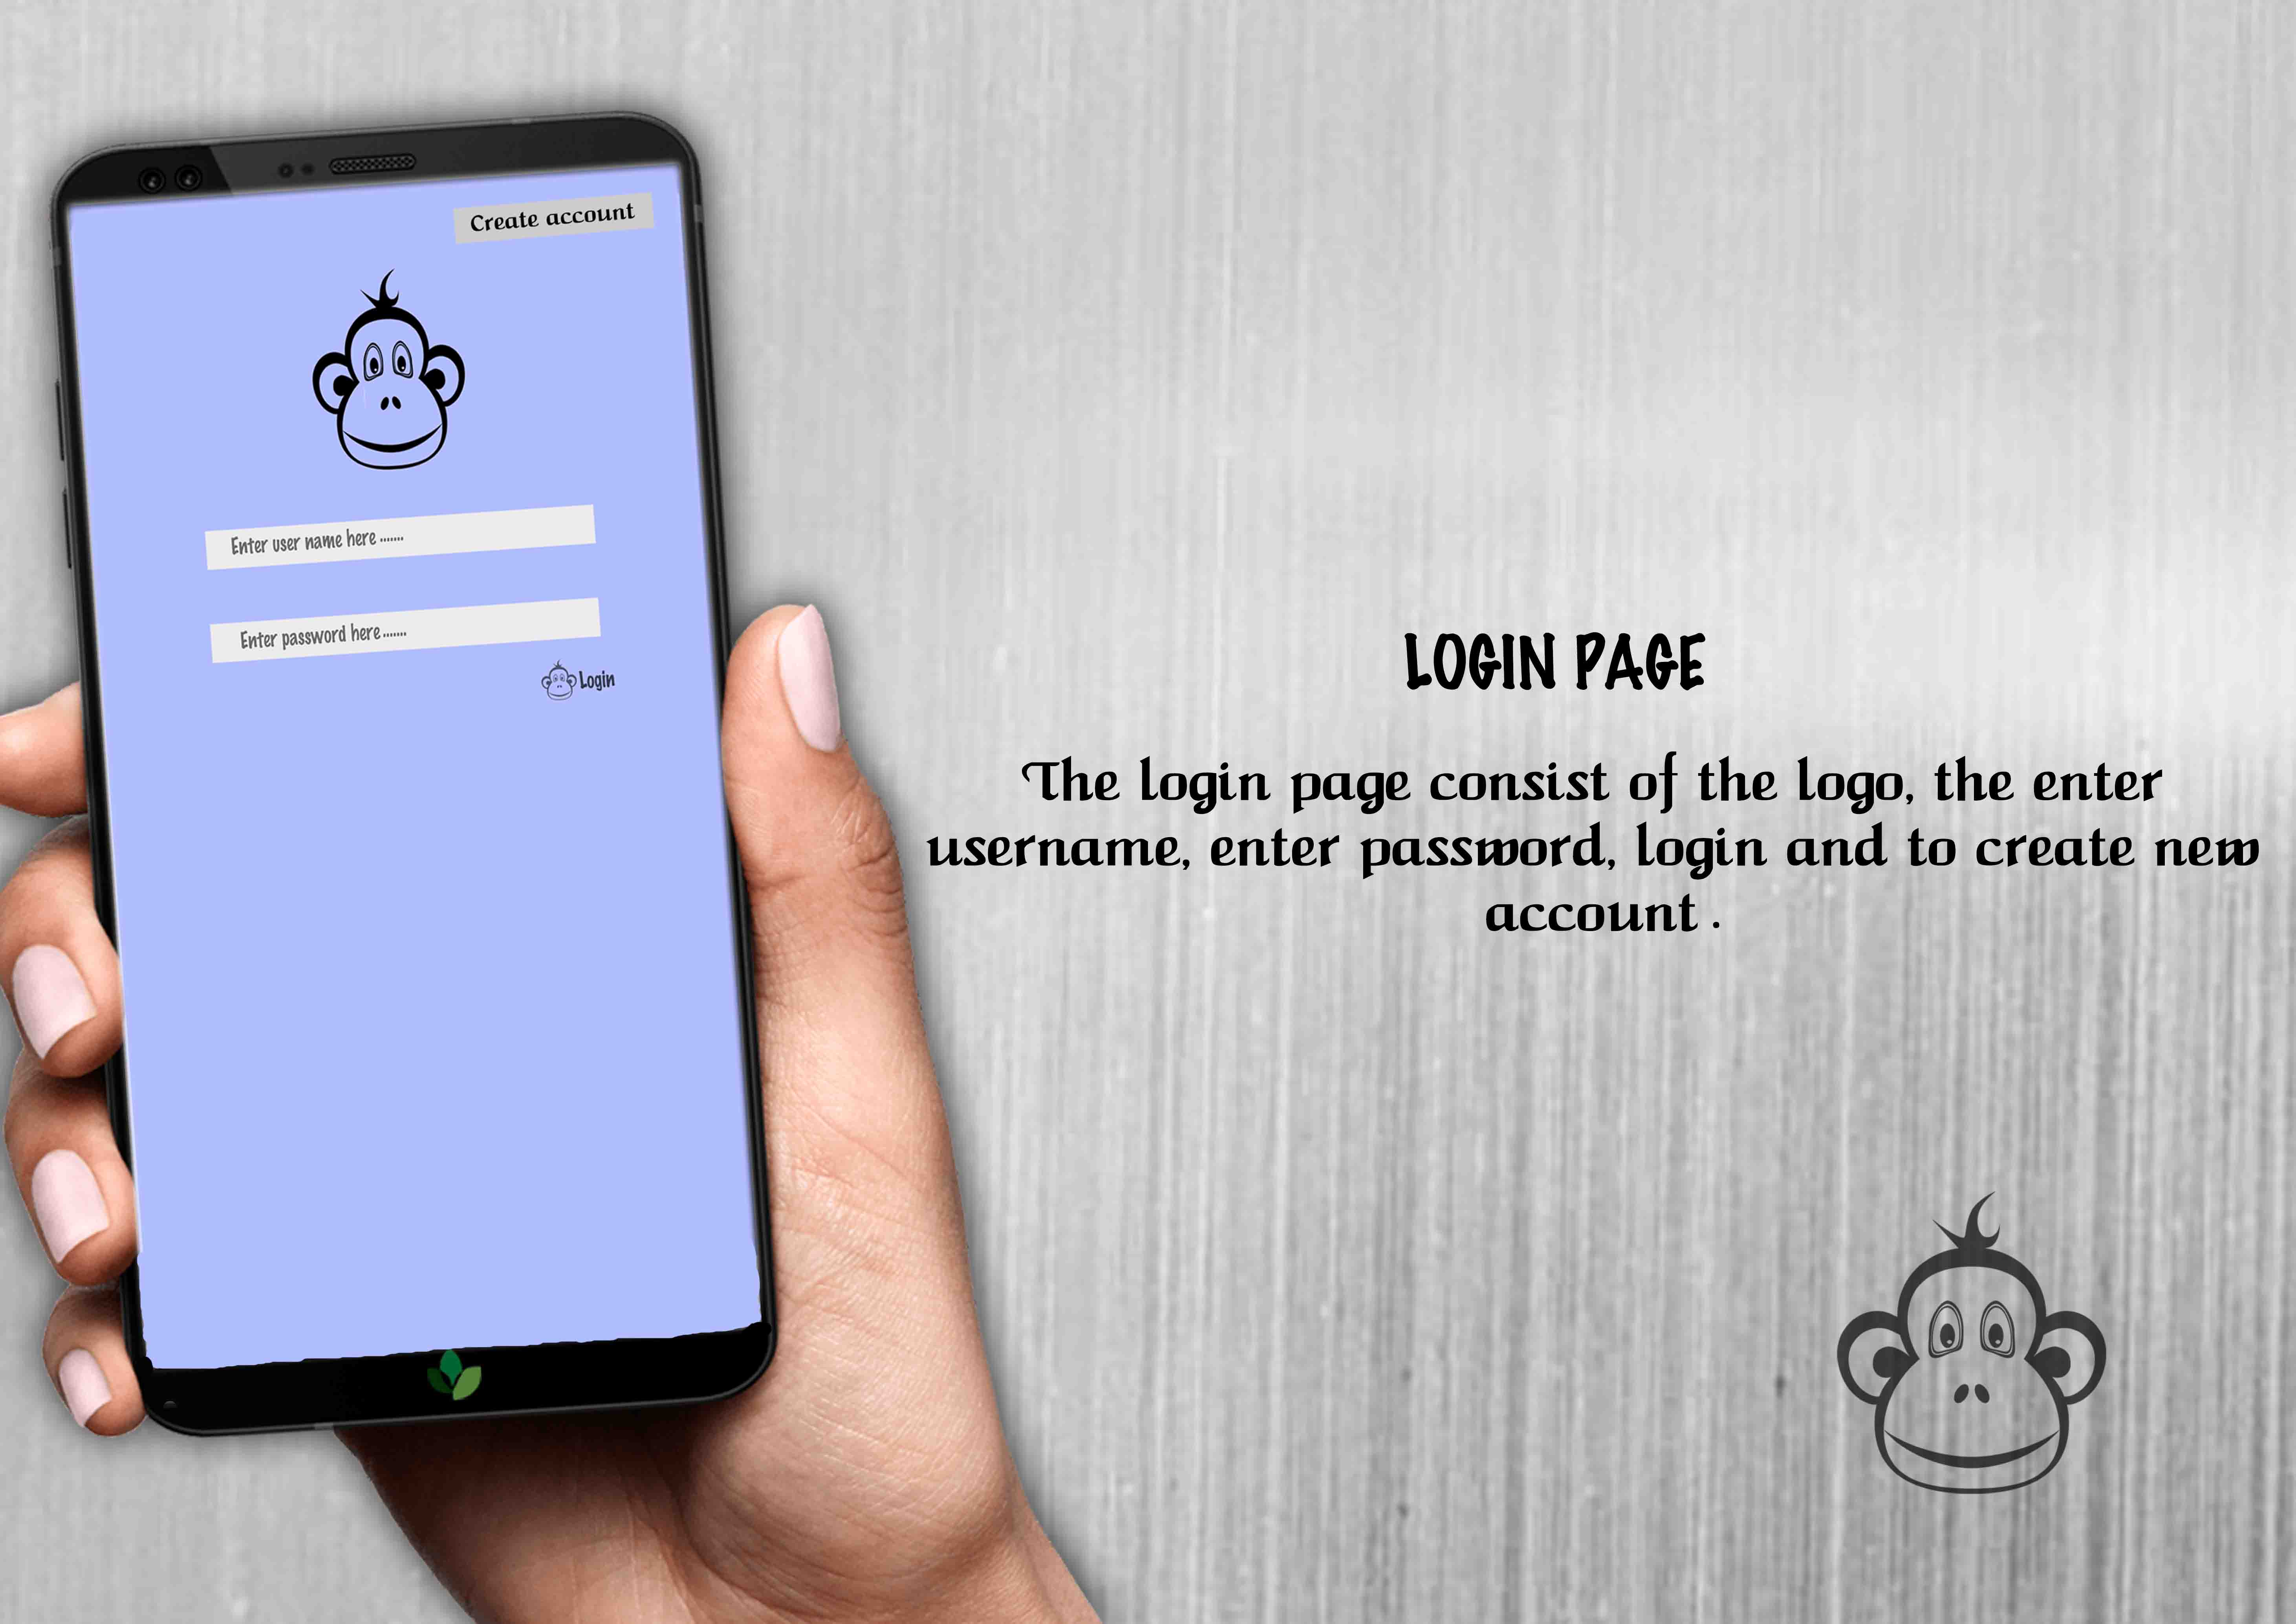 Create account
Enter user name here .......
Enter password here .......
Login
LOGIN PAGE
The login page consist of the logo, the enter
username, enter password, login and to create new
account .